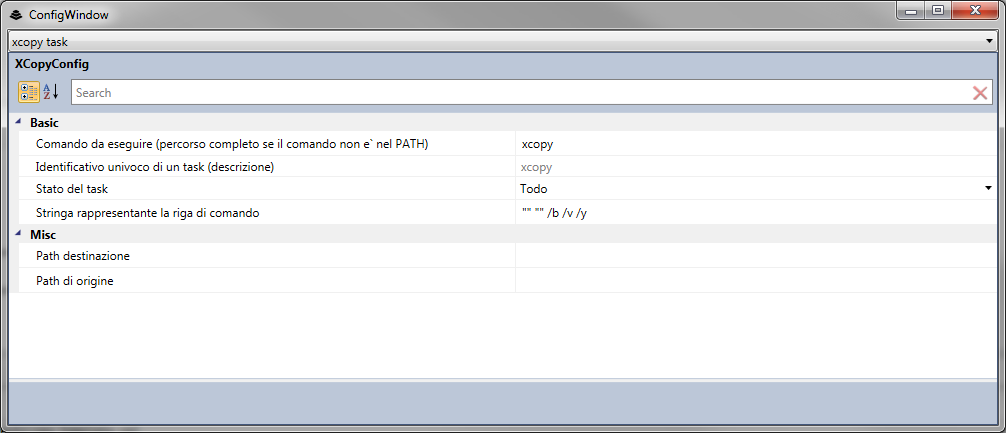 ConfigWindow
xcopy task
XCopyConfig
Search
Basic
Comando da eseguire (percorso completo se il comando non e` nel PATH) xcopy
Identificativo univoco di un task (descrizione) xcopy
Stato del task Todo
Stringa rappresentante la riga di comando "" "" /b /v /y
Misc
Path destinazione
Path di origine